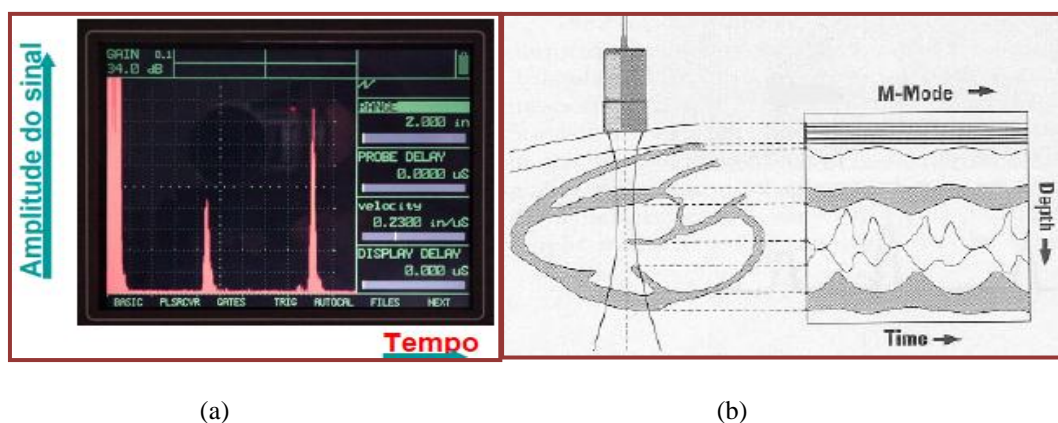 Amplitude do sinal
GAIN 0.1
34.0 dB
RANGE
2.000 in
PROBE DELAY
0.0000 uS
velocity
0.2300 in/uS
DISPLAY DELAY
0.000 uS
BASIC PLSRCVR GATES TRIG AUTOCAL FILES NEXT
Tempo
M-Mode
Depth
Time
(a) (b)